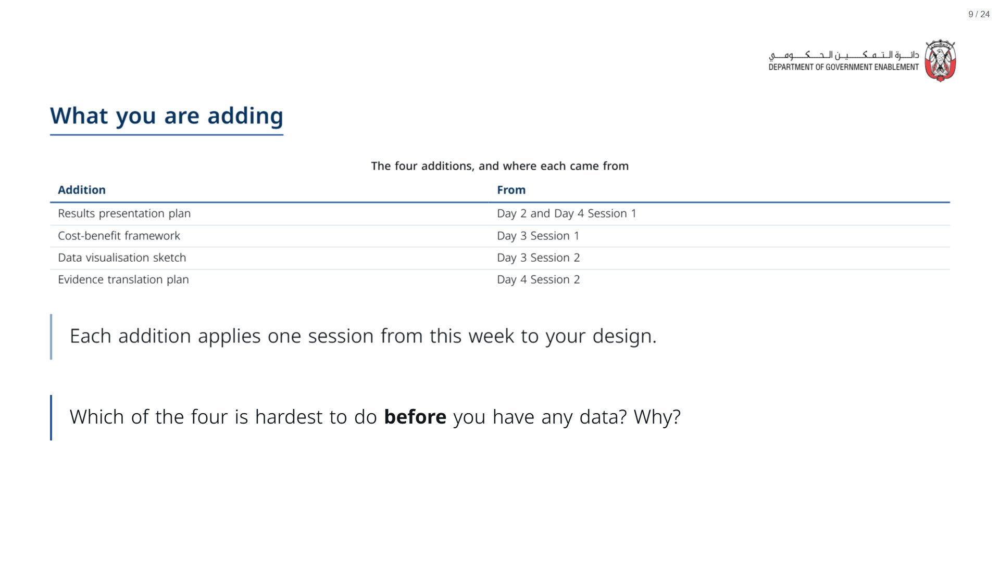 9 / 24
دائرة التمكين الحكومي
DEPARTMENT OF GOVERNMENT ENABLEMENT
What you are adding
The four additions, and where each came from
Addition From
Results presentation plan Day 2 and Day 4 Session 1
Cost-benefit framework Day 3 Session 1
Data visualisation sketch Day 3 Session 2
Evidence translation plan Day 4 Session 2
Each addition applies one session from this week to your design.
Which of the four is hardest to do before you have any data? Why?